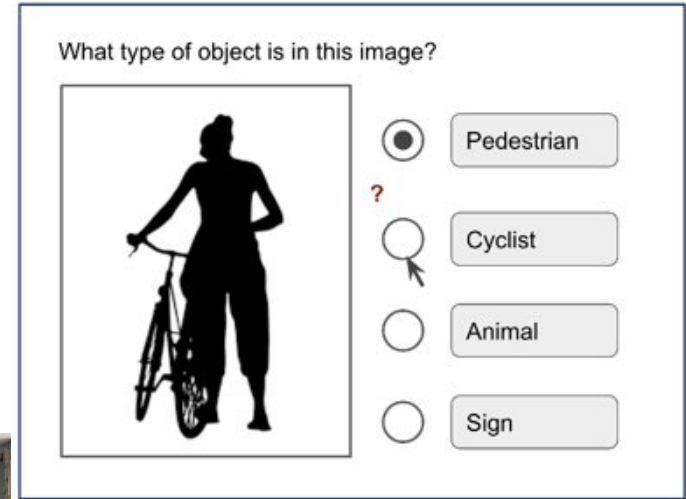 What type of object is in this image?
Pedestrian
?
Cyclist
Animal
Sign